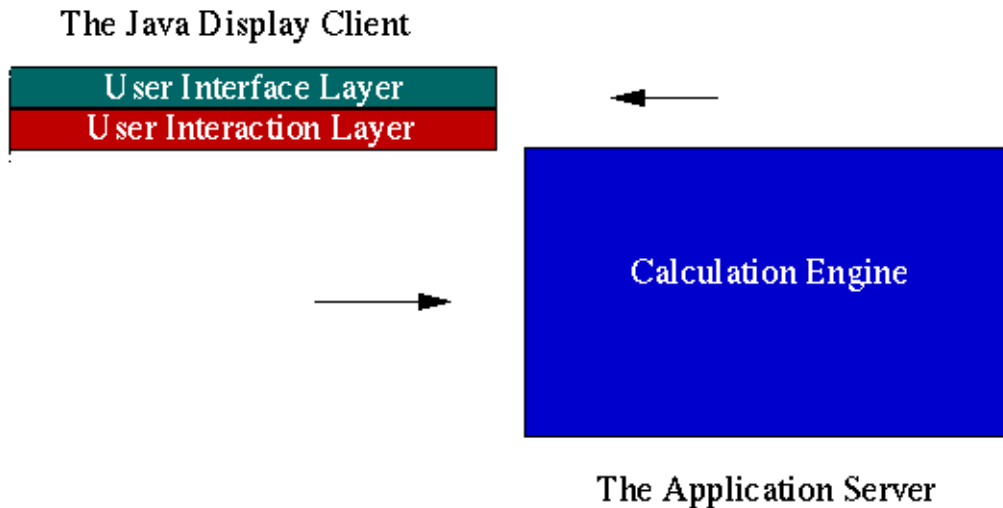 The Java Display Client
User Interface Layer
User Interaction Layer
Calculation Engine
The Application Server